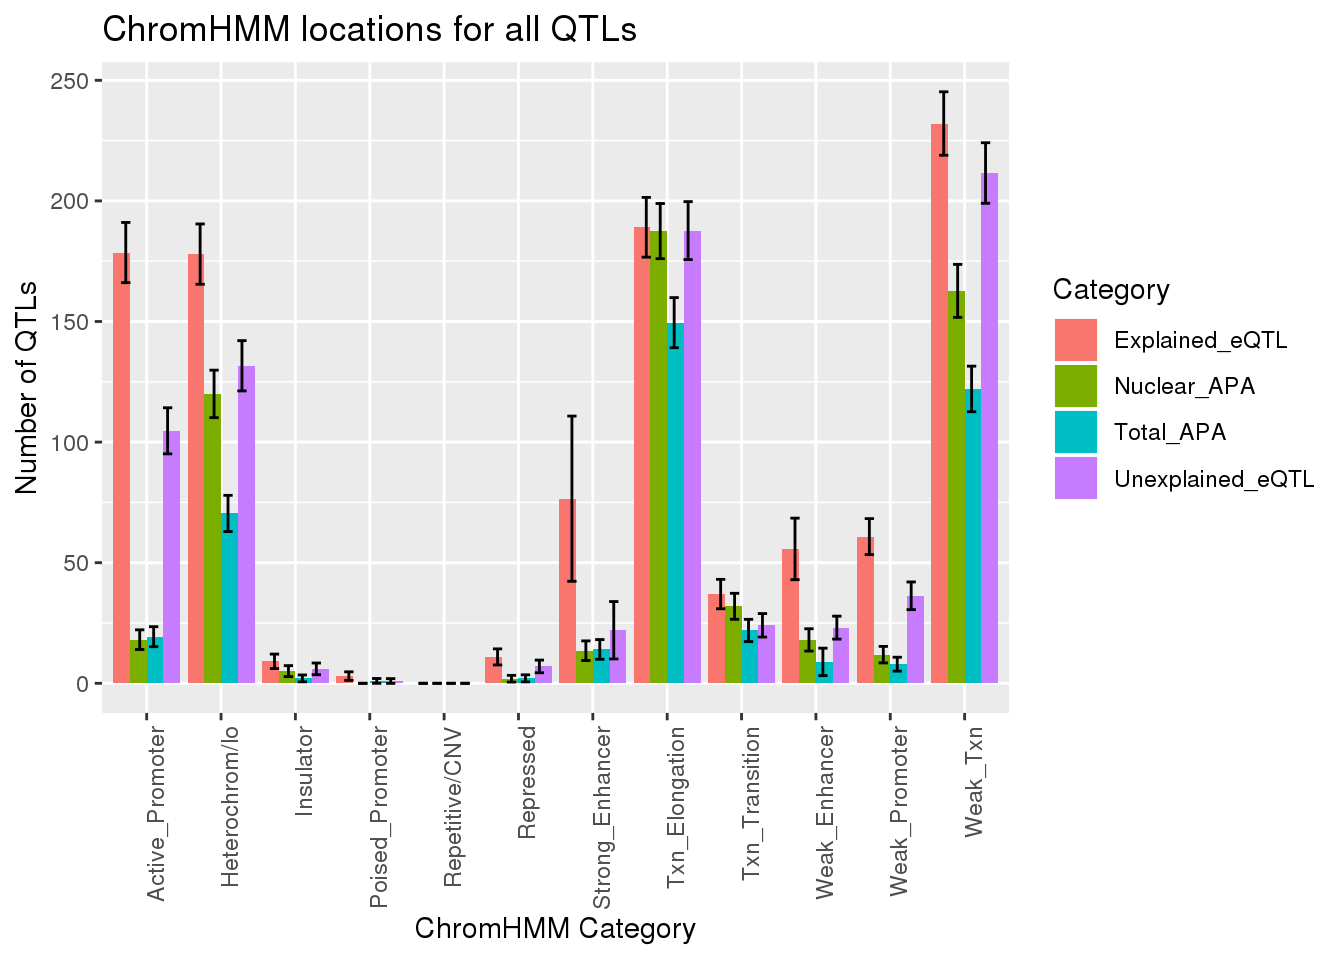 ChromHMM locations for all QTLs
Number of QTLs
250
200
150
100
50
0
Active_Promoter
Heterochrom/lo
Insulator
Poised_Promoter
Repetitive/CNV
Repressed
Strong_Enhancer
Txn_Elongation
Txn_Transition
Weak_Enhancer
Weak_Promoter
Weak_Txn
ChromHMM Category
Category
Explained_eQTL
Nuclear_APA
Total_APA
Unexplained_eQTL